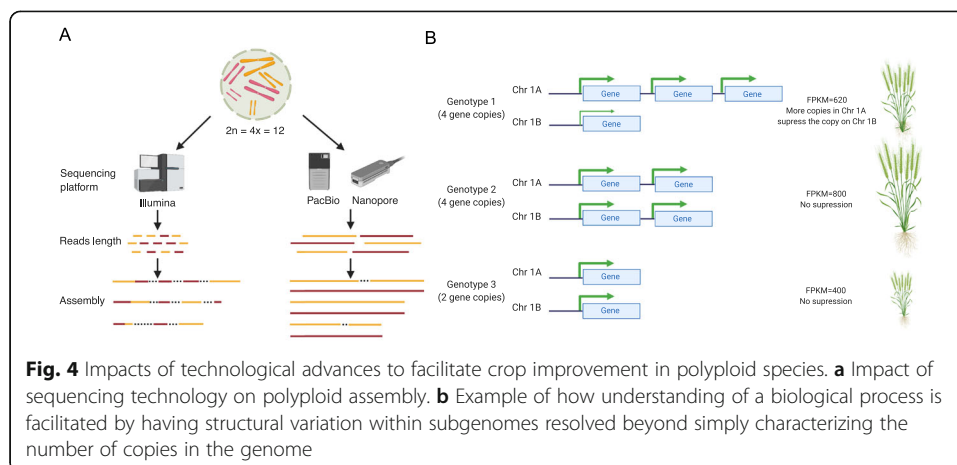 A
2n = 4x = 12
Sequencing
platform
Illumina
PacBio Nanopore
Reads length
Assembly
B
Genotype 1
(4 gene copies)
Chr 1A
Gene
Gene
Gene
Chr 1B
Gene
FPKM=620
More copies in Chr 1A
supress the copy on Chr 1B
Genotype 2
(4 gene copies)
Chr 1A
Gene
Gene
Chr 1B
Gene
Gene
FPKM=800
No supression
Genotype 3
(2 gene copies)
Chr 1A
Gene
Chr 1B
Gene
FPKM=400
No supression
Fig. 4 Impacts of technological advances to facilitate crop improvement in polyploid species. a Impact of
sequencing technology on polyploid assembly. b Example of how understanding of a biological process is
facilitated by having structural variation within subgenomes resolved beyond simply characterizing the
number of copies in the genome